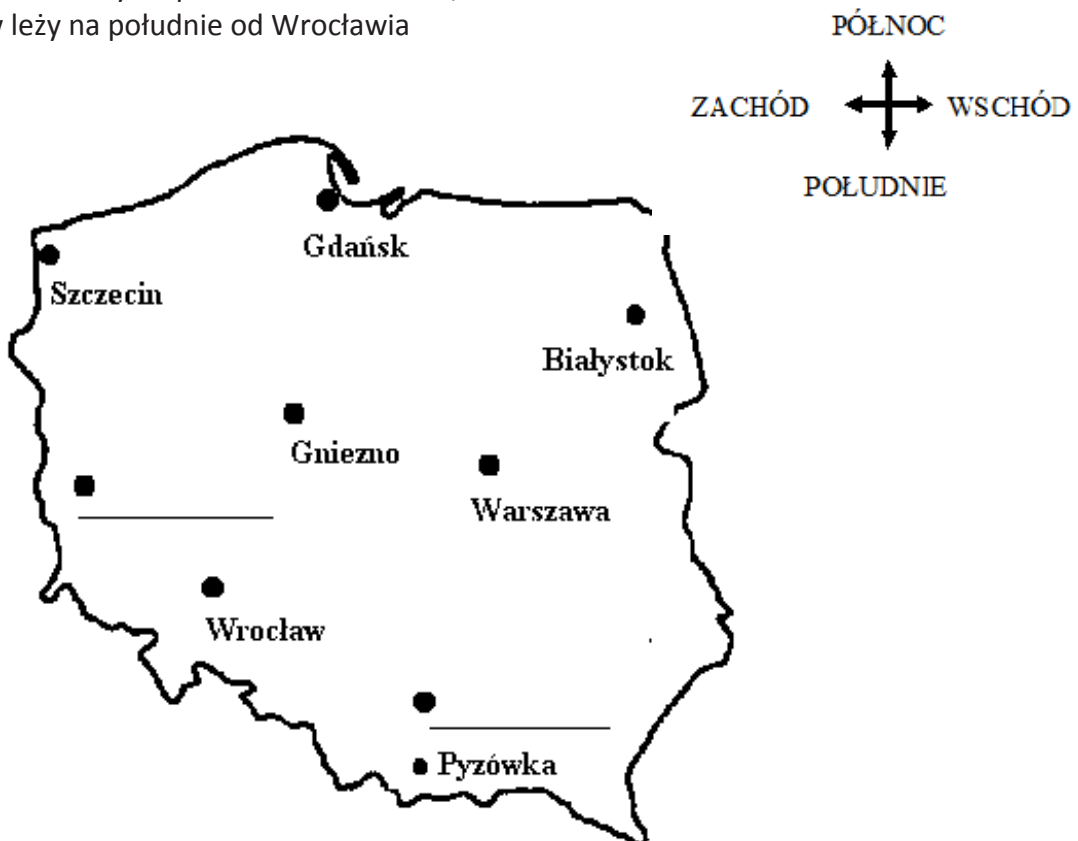 y leży na południe od Wrocławia
PÓŁNOC
ZACHÓD WSCHÓD
POŁUDNIE
Gdańsk
Szczecin
Białystok
Gniezno
Warszawa
Wrocław
Pyzówka